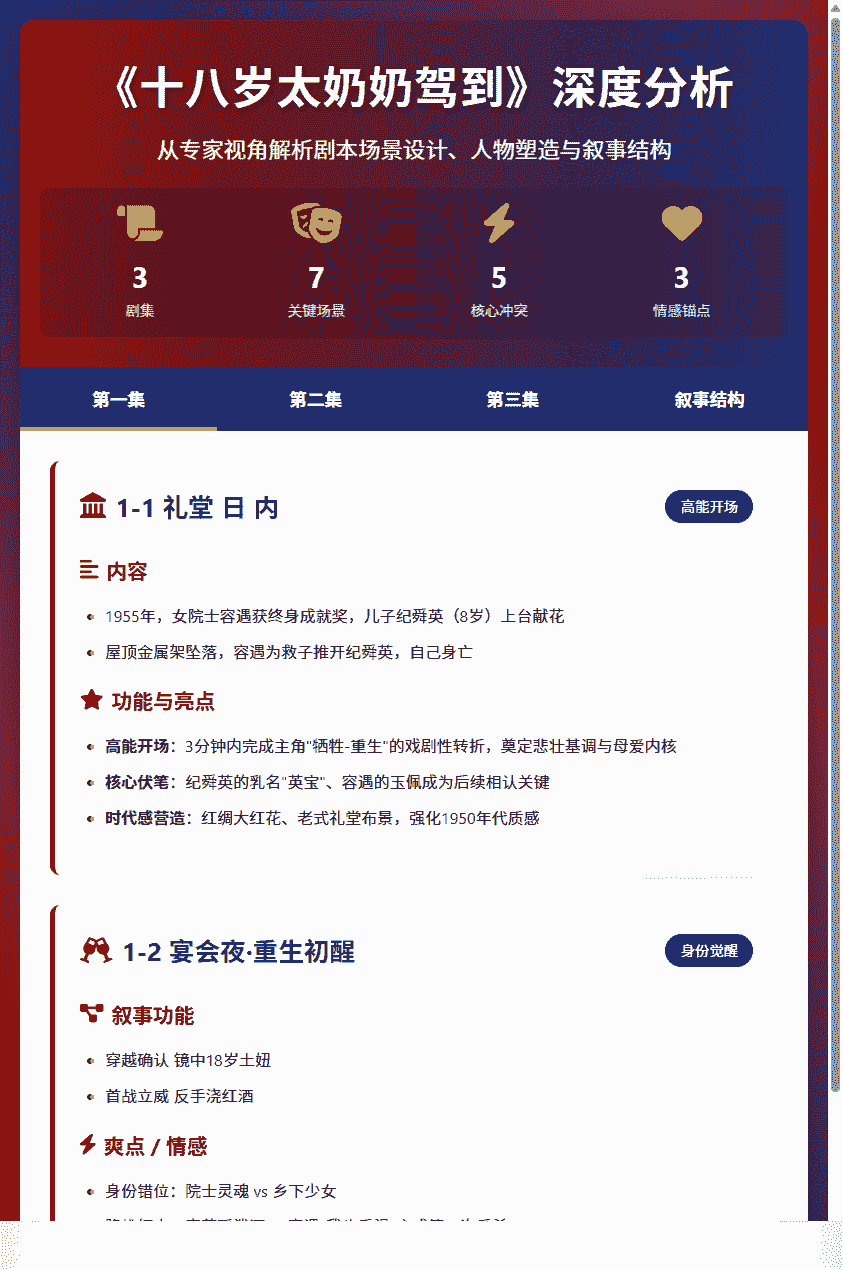 《十八岁太奶奶驾到》深度分析
从专家视角解析剧本场景设计、人物塑造与叙事结构
3 7 5 3
剧集 关键场景 核心冲突 情感锚点
第一集 第二集 第三集 叙事结构
1-1 礼堂 日 内 高能开场
内容
1955年，女院士容遇获终身成就奖，儿子纪舜英（8岁）上台献花
屋顶金属架坠落，容遇为救子推开纪舜英，自己身亡
功能与亮点
高能开场：3分钟内完成主角"牺牲-重生"的戏剧性转折，奠定悲壮基调与母爱内核
核心伏笔：纪舜英的乳名"英宝"、容遇的玉佩成为后续相认关键
时代感营造：红绸大红花、老式礼堂布景，强化1950年代质感
1-2 宴会夜·重生初醒 身份觉醒
叙事功能
穿越确认 镜中18岁土妞
首战立威 反手浇红酒
爽点 / 情感
身份错位：院士灵魂 vs 乡下少女